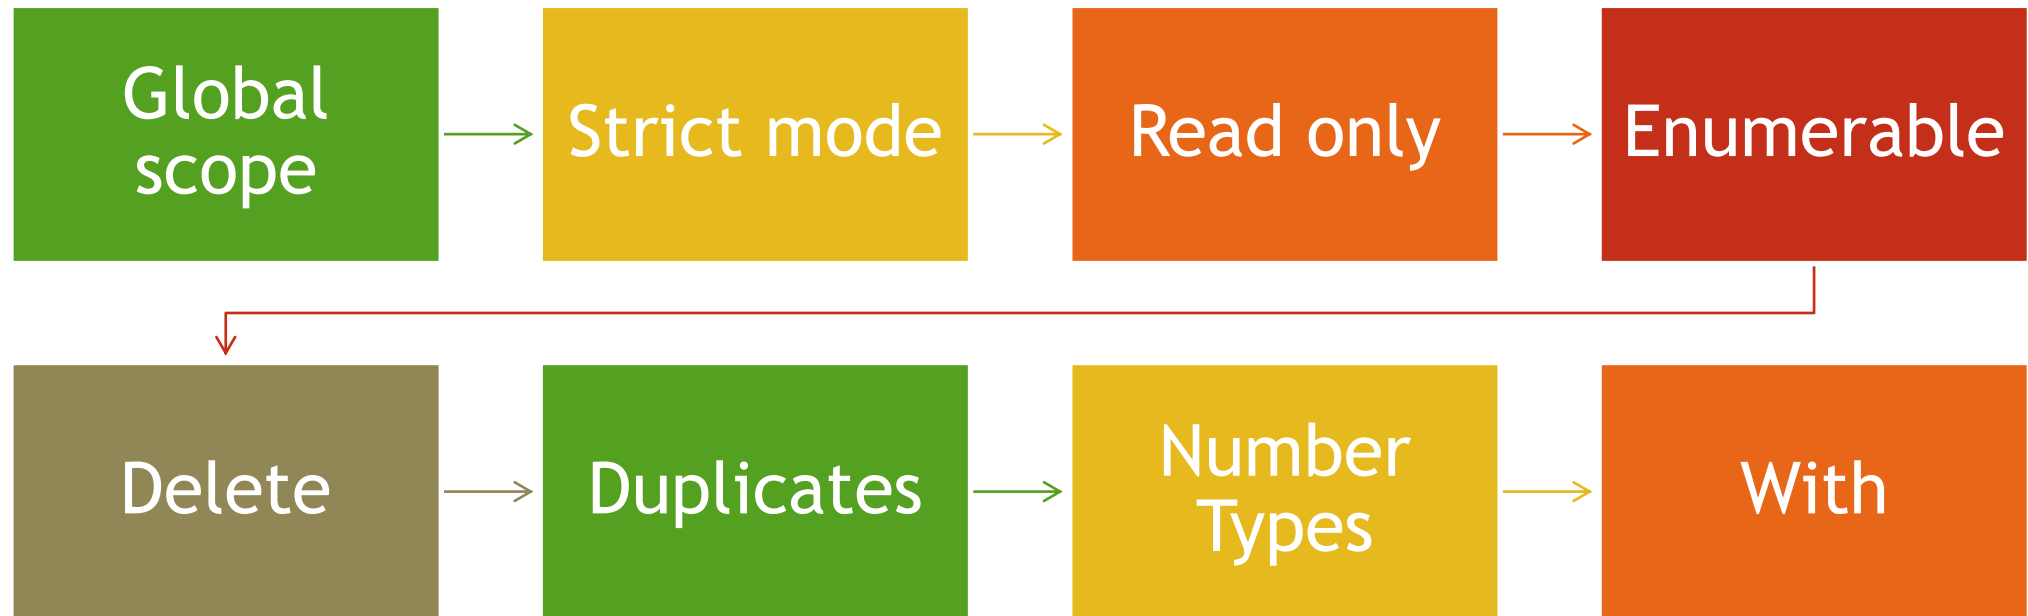 Global
scope
Strict mode
Read only
Enumerable
Delete
Duplicates
Number
Types
With